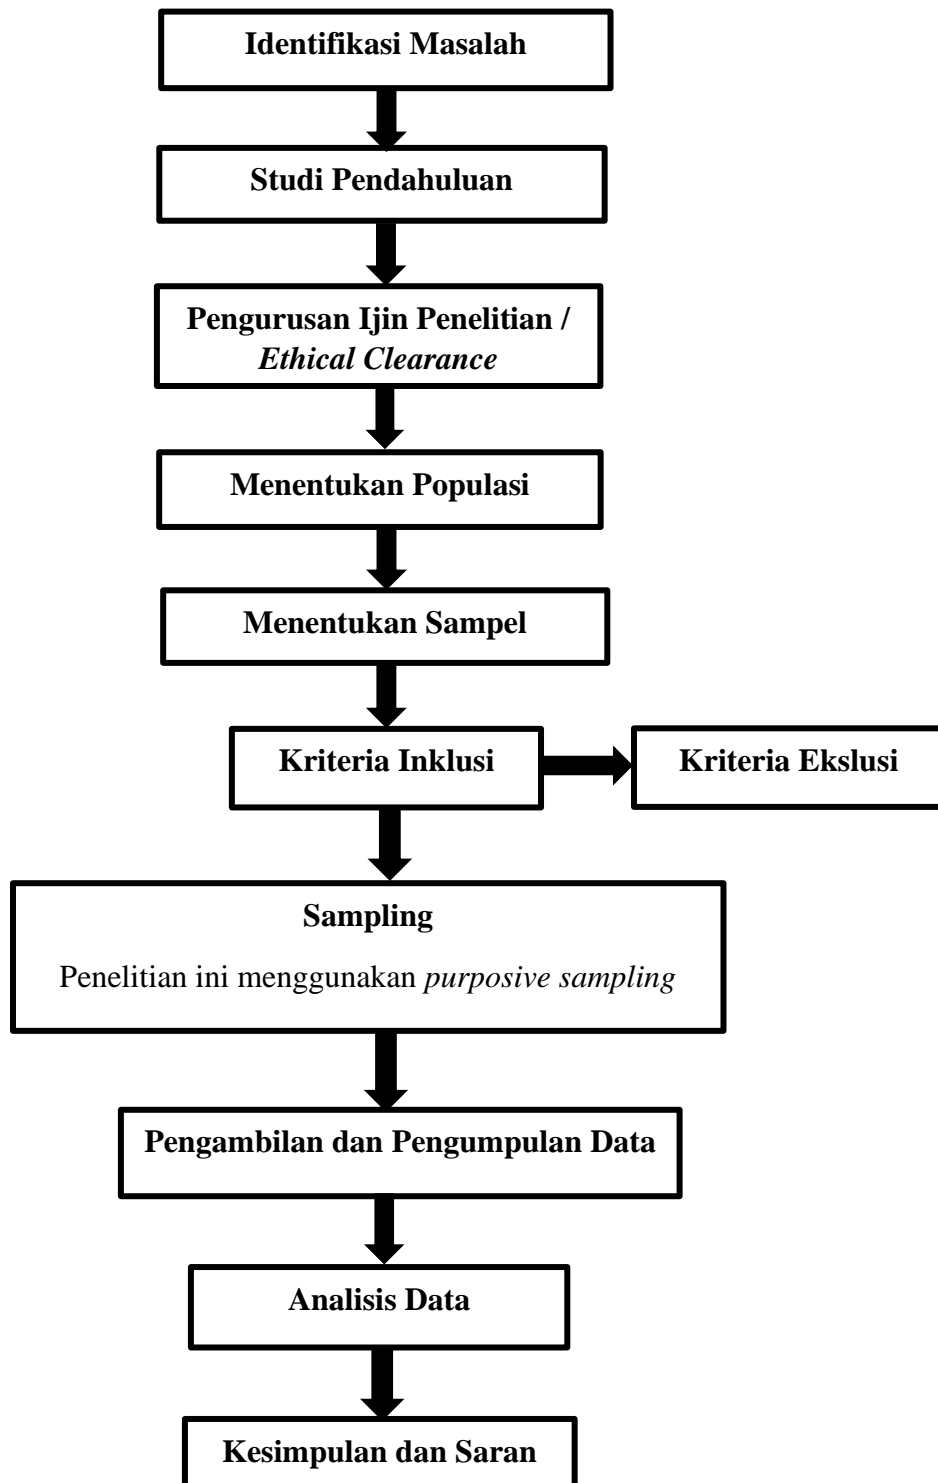 Identifikasi Masalah
Studi Pendahuluan
Pengurusan Ijin Penelitian /
Ethical Clearance
Menentukan Populasi
Menentukan Sampel
Kriteria Inklusi
Kriteria Ekslusi
Sampling
Penelitian ini menggunakan purposive sampling
Pengambilan dan Pengumpulan Data
Analisis Data
Kesimpulan dan Saran